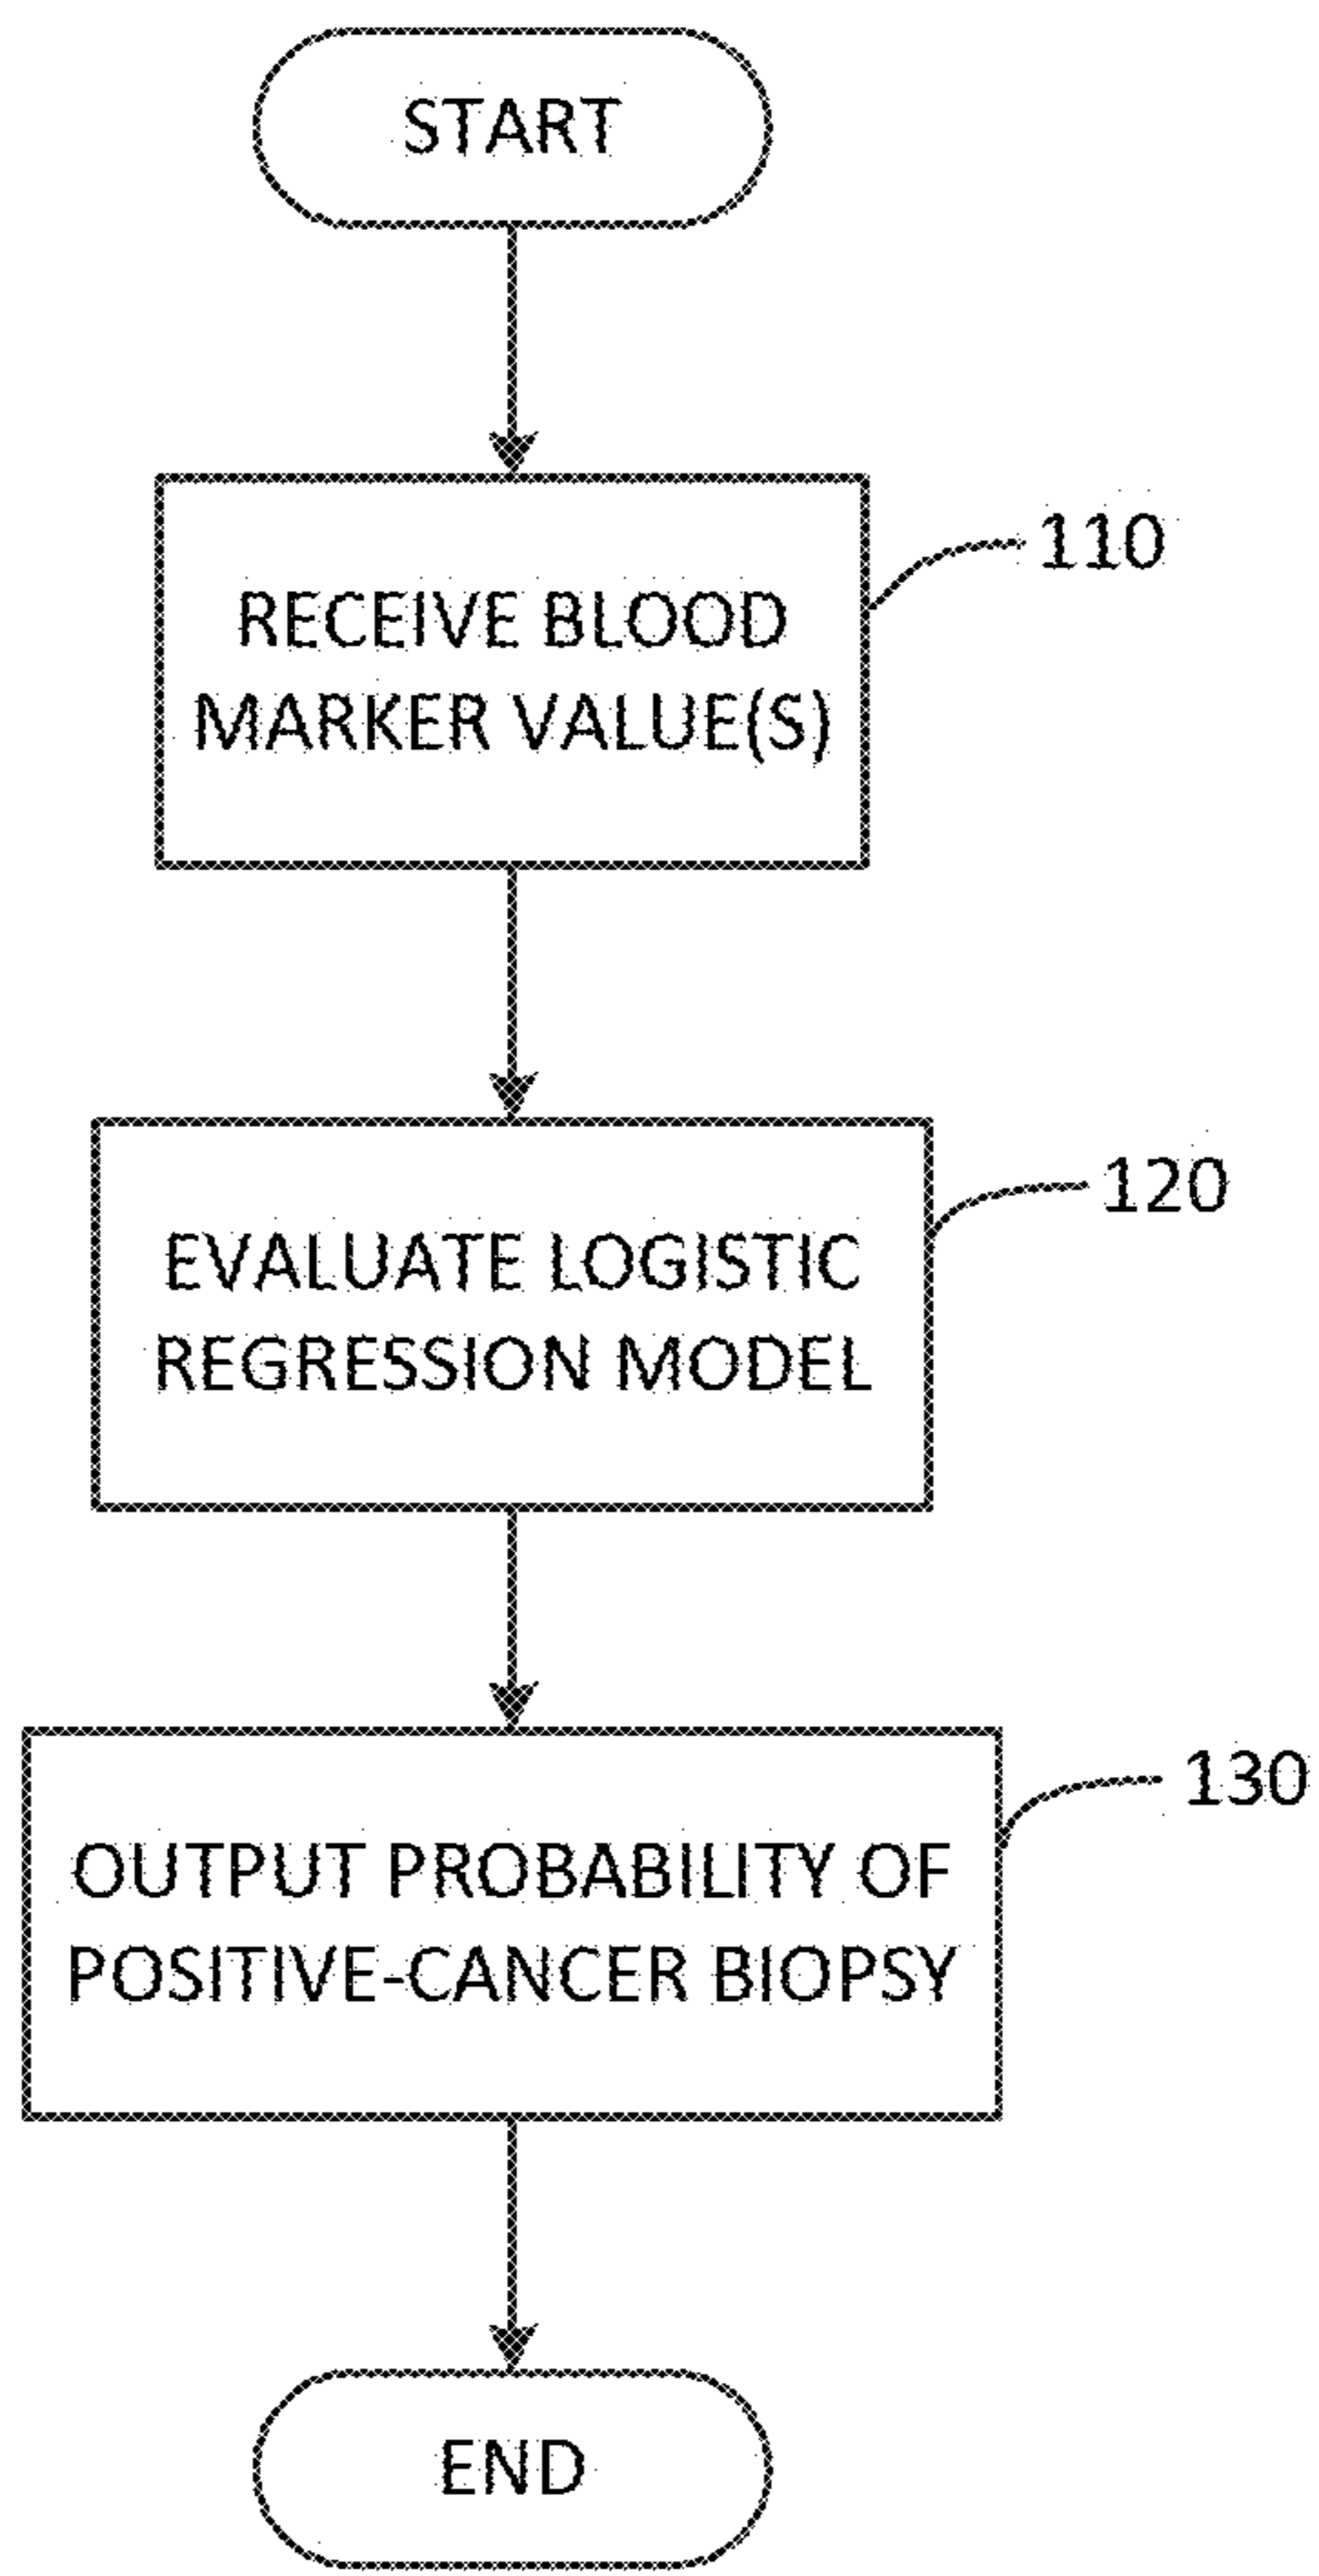 START
RECEIVE BLOOD
MARKER VALUE(S)
110
EVALUATE LOGISTIC
REGRESSION MODEL
120
OUTPUT PROBABILITY OF
POSITIVE-CANCER BIOPSY
130
END